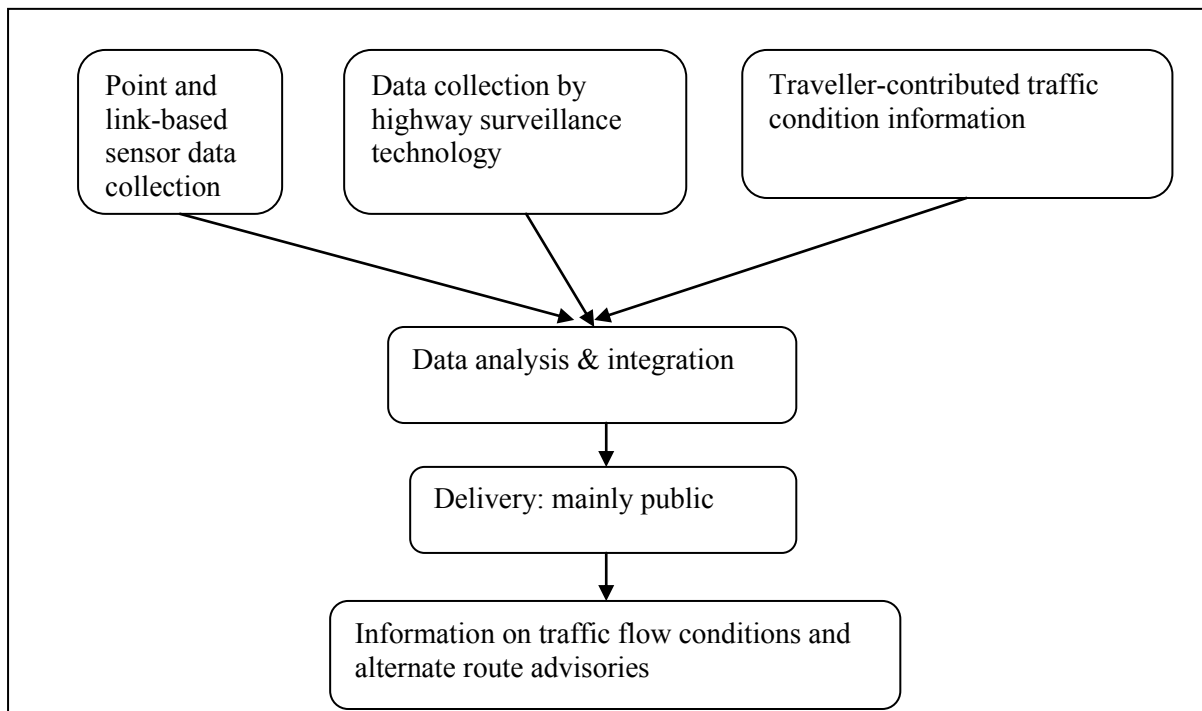 Point and
link-based
sensor data
collection
Data collection by
highway surveillance
technology
Traveller-contributed traffic
condition information
Data analysis & integration
Delivery: mainly public
Information on traffic flow conditions and
alternate route advisories